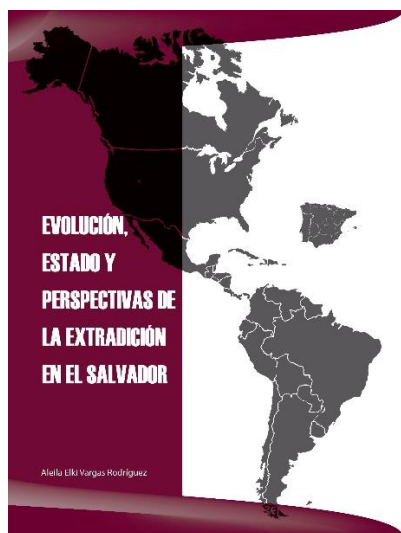 EVOLUCIÓN,
ESTADO Y
PERSPECTIVAS DE
LA EXTRADICIÓN
EN EL SALVADOR
Aleila Elki Vargas Rodríguez